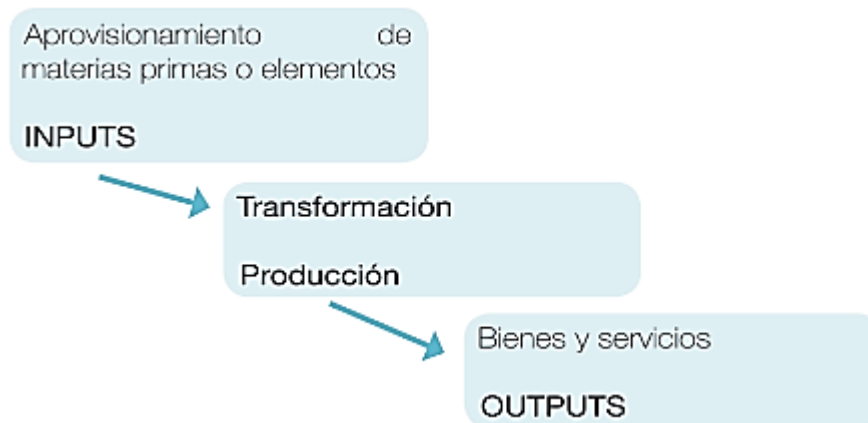 Aprovisionamiento de
materias primas o elementos
INPUTS
Transformación
Producción
Bienes y servicios
OUTPUTS